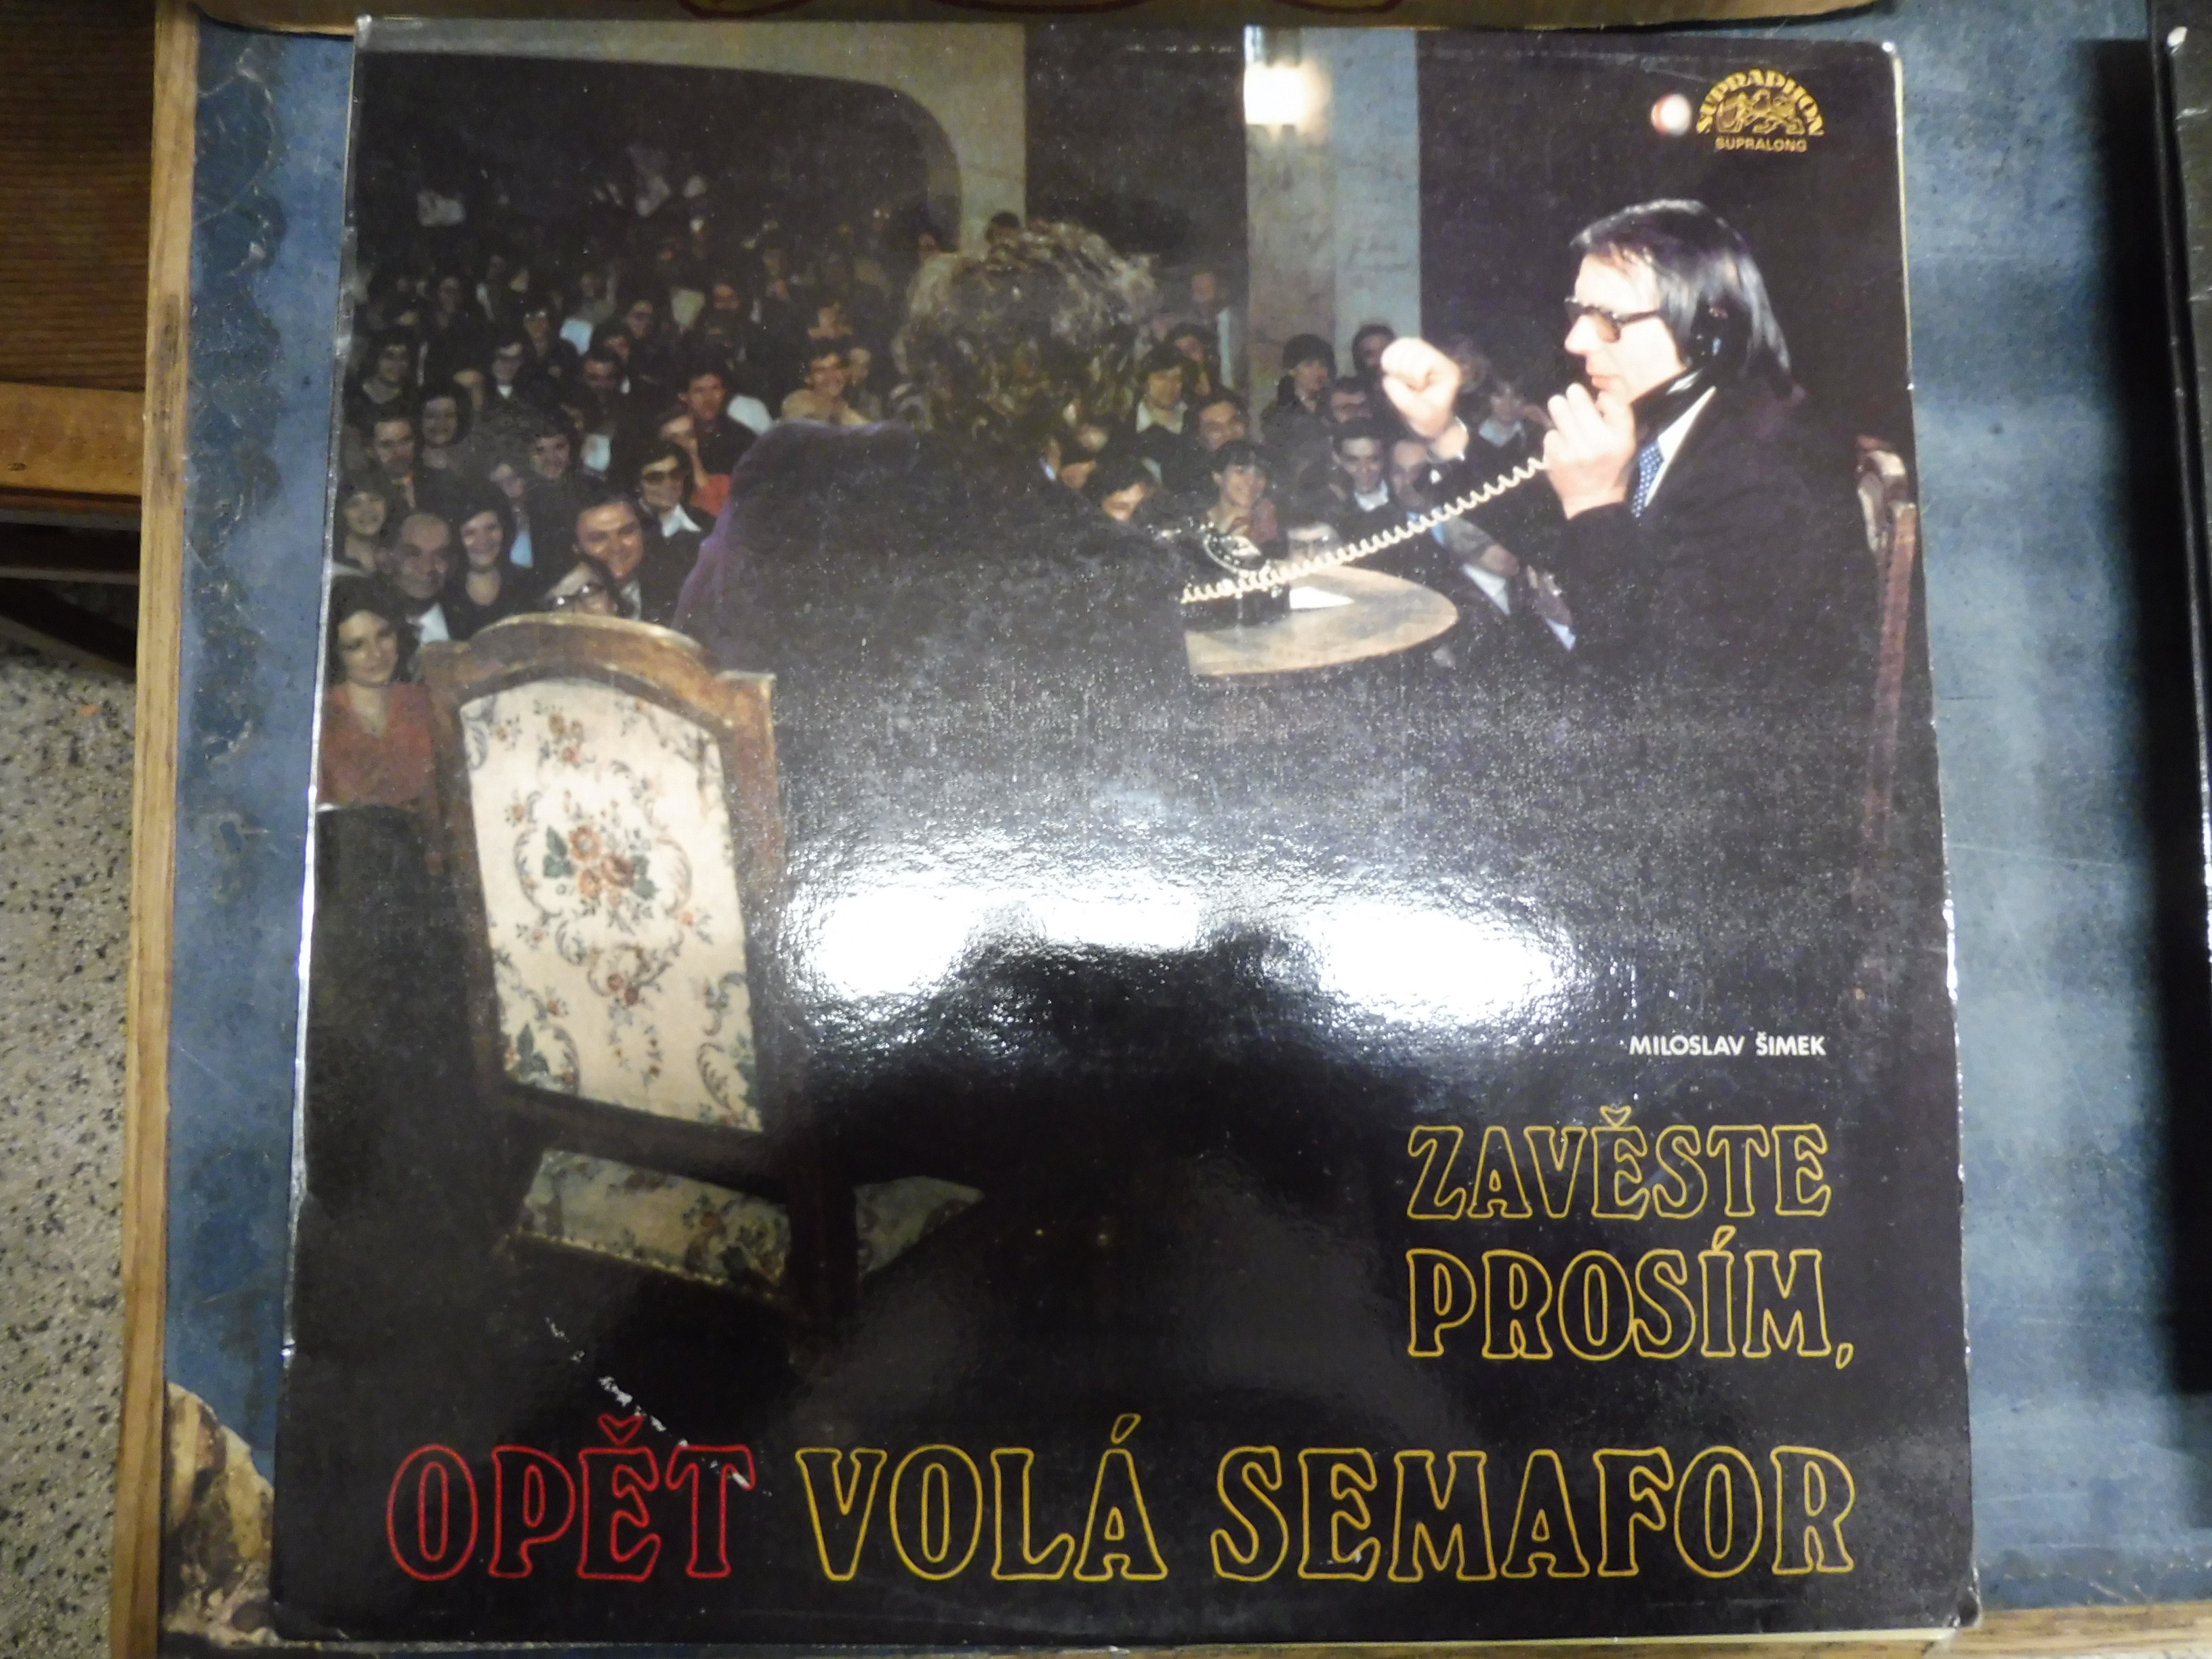 SUPRAPHON
SUPRALONG
MILOSLAV ŠIMEK
ZAVĚSTE
PROSÍM,
OPĚT VOLÁ SEMAFOR